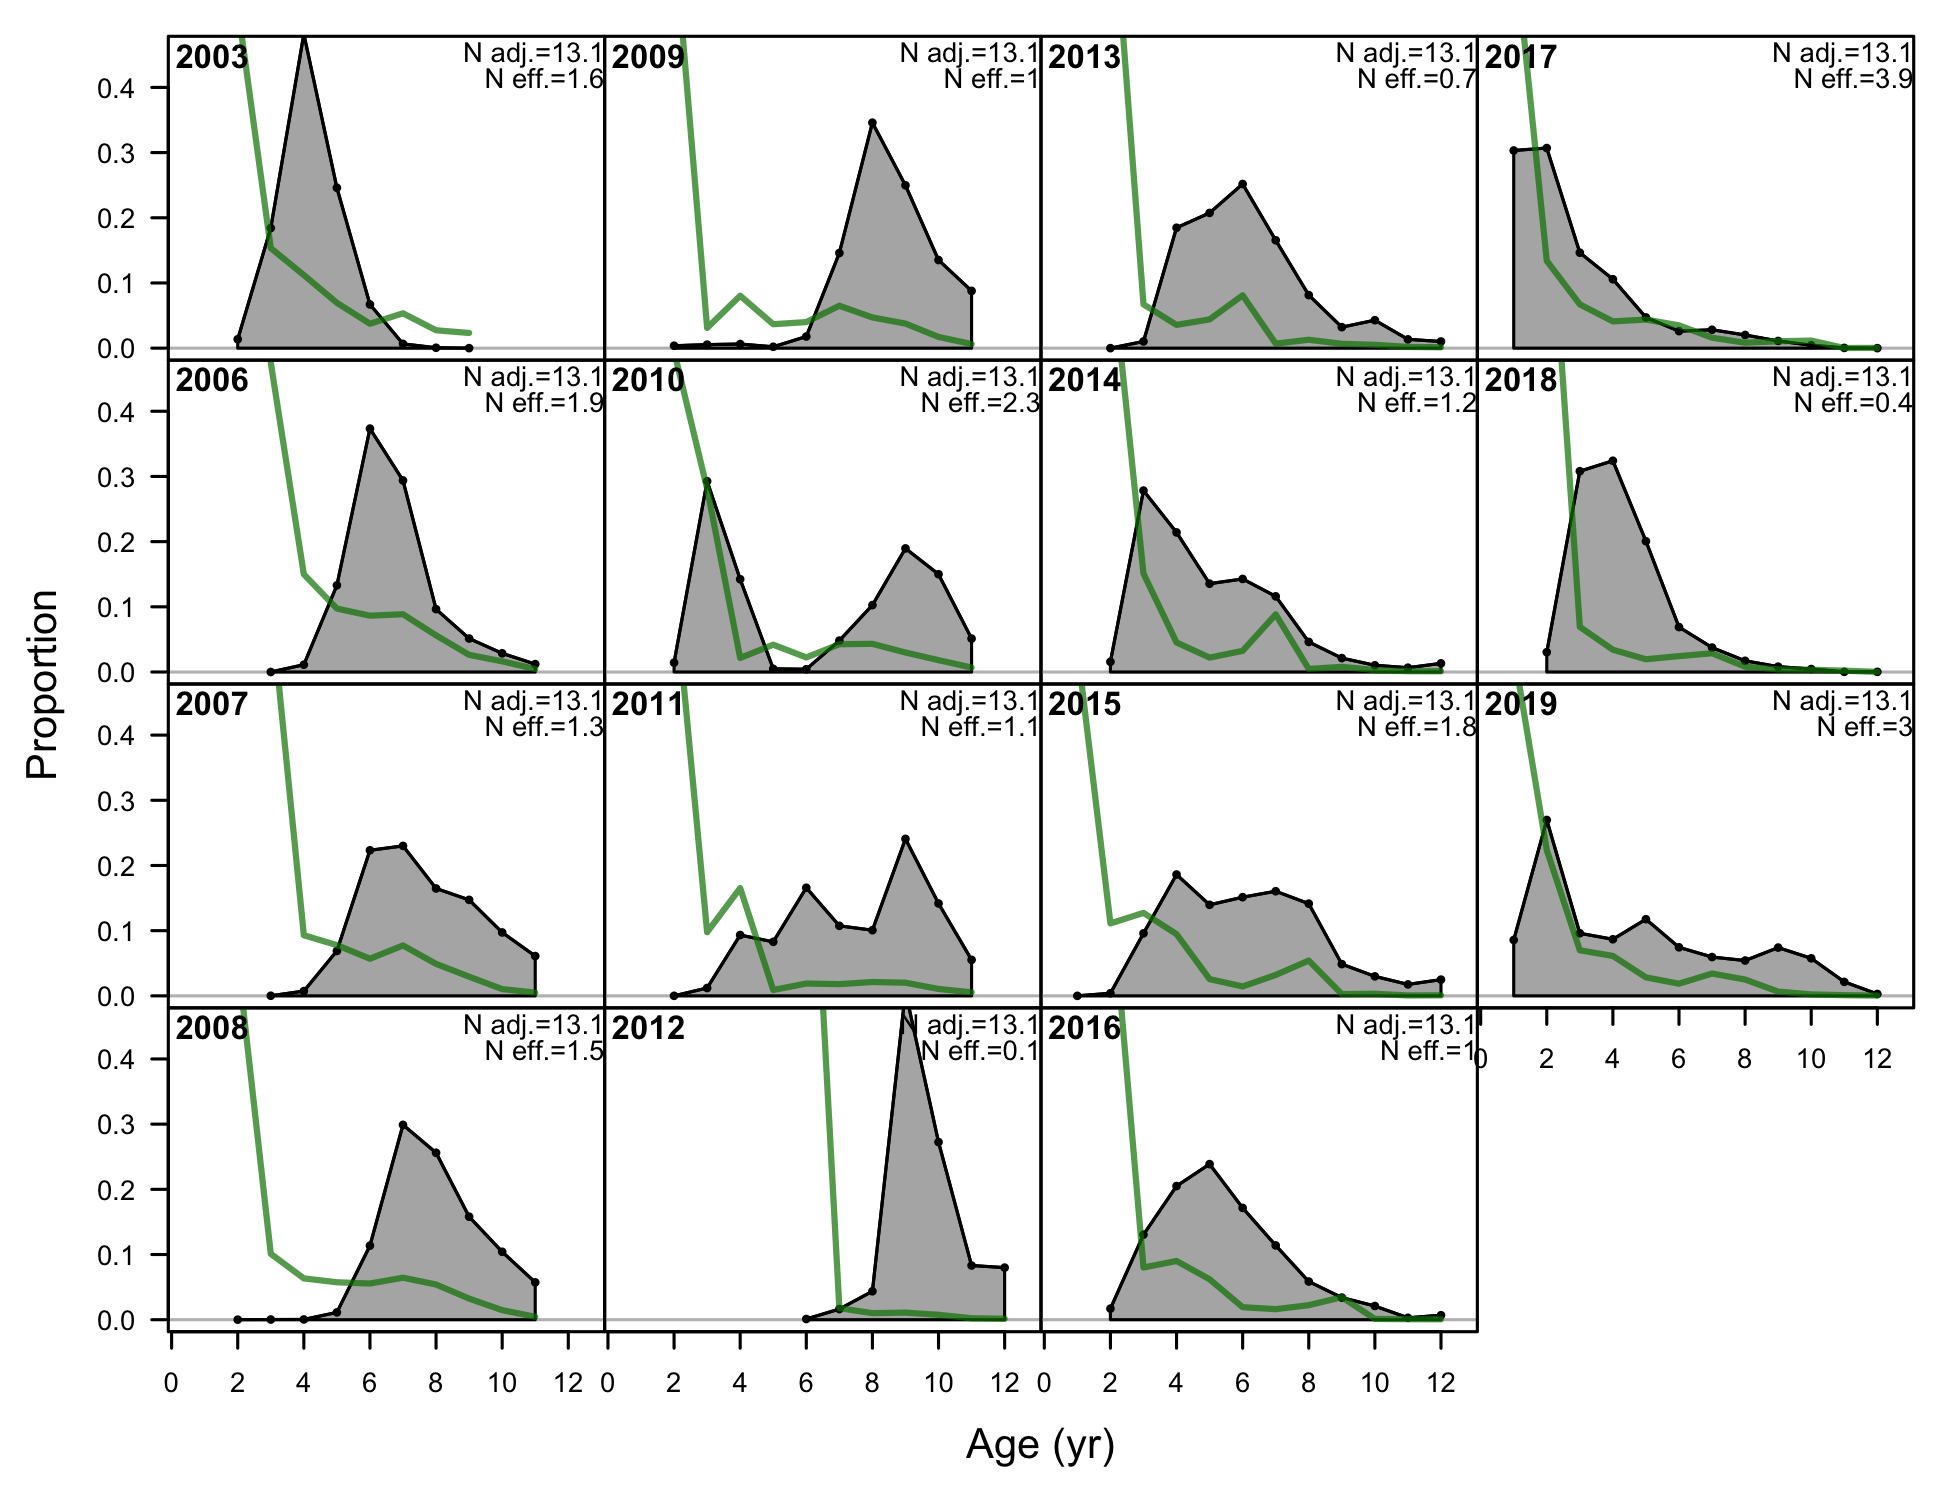 Proportion
2003
N adj.=13.1
N eff.=1.6
0.4
0.3
0.2
0.1
0.0
2009
N adj.=13.1
N eff.=1
2013
N adj.=13.1
N eff.=0.7
2017
N adj.=13.1
N eff.=3.9
2006
N adj.=13.1
N eff.=1.9
0.4
0.3
0.2
0.1
0.0
2010
N adj.=13.1
N eff.=2.3
2014
N adj.=13.1
N eff.=1.2
2018
N adj.=13.1
N eff.=0.4
2007
N adj.=13.1
N eff.=1.3
0.4
0.3
0.2
0.1
0.0
2011
N adj.=13.1
N eff.=1.1
2015
N adj.=13.1
N eff.=1.8
2019
N adj.=13.1
N eff.=3
0 2 4 6 8 10 12
2008
N adj.=13.1
N eff.=1.5
0.4
0.3
0.2
0.1
0.0
2012
adj.=13.1
N eff.=0.1
2016
N adj.=13.1
N eff.=1
0 2 4 6 8 10 12
0 2 4 6 8 10 12
0 2 4 6 8 10 12
Age (yr)